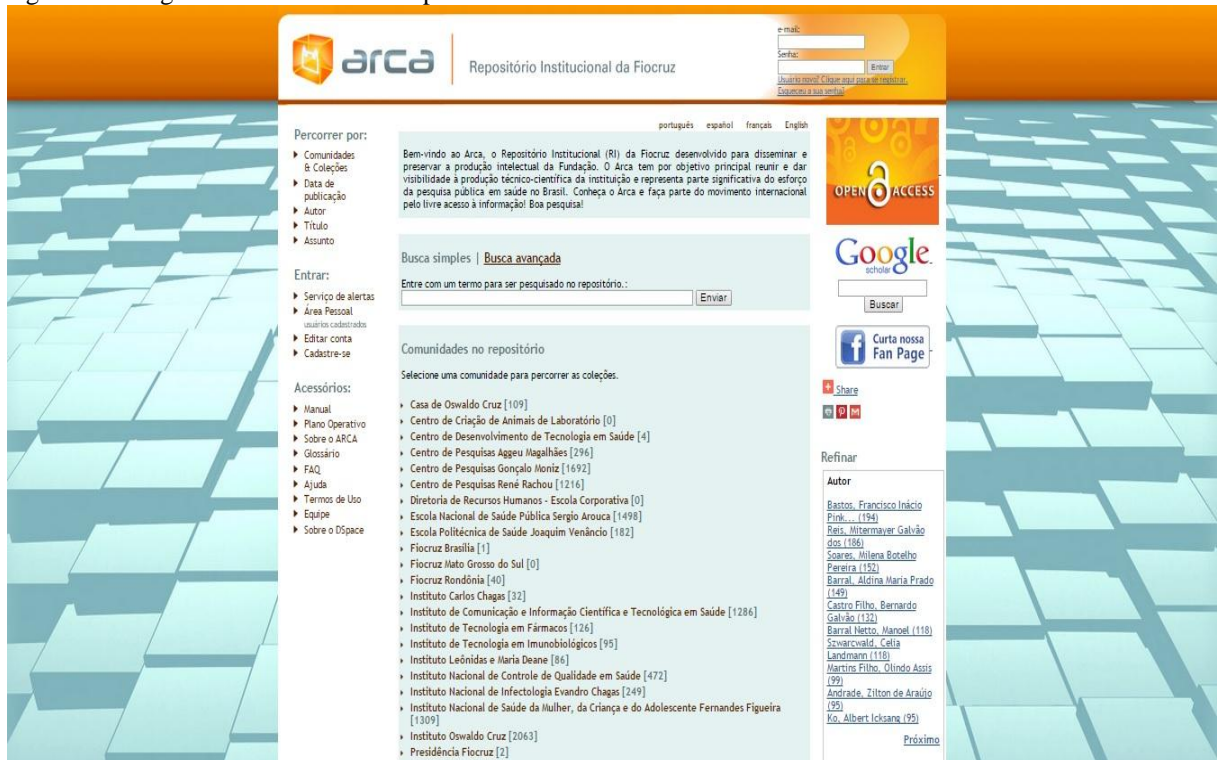 arca
Repositório Institucional da Fiocruz
e-mail:
Senha:
Entrar
Usuário novo? Clique aqui para se registrar.
Esqueceu a sua senha?
Percorrer por:
Comunidades
& Coleções
Data de
publicação
Autor
Título
Assunto
Entrar:
Serviço de alertas
Área Pessoal
usuários cadastrados
Editar conta
Cadastre-se
Acessórios:
Manual
Plano Operativo
Sobre o ARCA
Glossário
FAQ
Ajuda
Termos de Uso
Equipe
Sobre o DSpace
português español français English
Bem-vindo ao Arca, o Repositório Institucional (RI) da Fiocruz desenvolvido para disseminar e
preservar a produção intelectual da Fundação. O Arca tem por objetivo principal reunir e dar
visibilidade à produção técnico-científica da instituição e representa parte significativa do esforço
da pesquisa pública em saúde no Brasil. Conheça o Arca e faça parte do movimento internacional
pelo livre acesso à informação! Boa pesquisa!
Busca simples | Busca avançada
Entre com um termo para ser pesquisado no repositório.:
Enviar
Comunidades no repositório
Selecione uma comunidade para percorrer as coleções.
Casa de Oswaldo Cruz [109]
Centro de Criação de Animais de Laboratório [0]
Centro de Desenvolvimento de Tecnologia em Saúde [4]
Centro de Pesquisas Aggeu Magalhães [296]
Centro de Pesquisas Gonçalo Moniz [1692]
Centro de Pesquisas René Rachou [1216]
Diretoria de Recursos Humanos - Escola Corporativa [0]
Escola Nacional de Saúde Pública Sergio Arouca [1498]
Escola Politécnica de Saúde Joaquim Venâncio [182]
Fiocruz Brasília [1]
Fiocruz Mato Grosso do Sul [0]
Fiocruz Rondônia [40]
Instituto Carlos Chagas [32]
Instituto de Comunicação e Informação Científica e Tecnológica em Saúde [1286]
Instituto de Tecnologia em Fármacos [126]
Instituto de Tecnologia em Imunobiológicos [95]
Instituto Leônidas e Maria Deane [86]
Instituto Nacional de Controle de Qualidade em Saúde [472]
Instituto Nacional de Infectologia Evandro Chagas [249]
Instituto Nacional de Saúde da Mulher, da Criança e do Adolescente Fernandes Figueira
[1309]
Instituto Oswaldo Cruz [2063]
Presidência Fiocruz [2]
OPEN ACCESS
Google
scholar
Buscar
Curta nossa
Fan Page
Share
Refinar
Autor
Bastos, Francisco Inácio
Pink... (194)
Reis, Mitermayer Galvão
dos (186)
Soares, Milena Botelho
Pereira (152)
Barral, Aldina Maria Prado
(149)
Castro Filho, Bernardo
Galvão (132)
Barral Netto, Manoel (118)
Szwarcwald, Celia
Landmann (118)
Martins Filho, Olindo Assis
(99)
Andrade, Zilton de Araújo
(95)
Ko, Albert Icksang (95)
Próximo